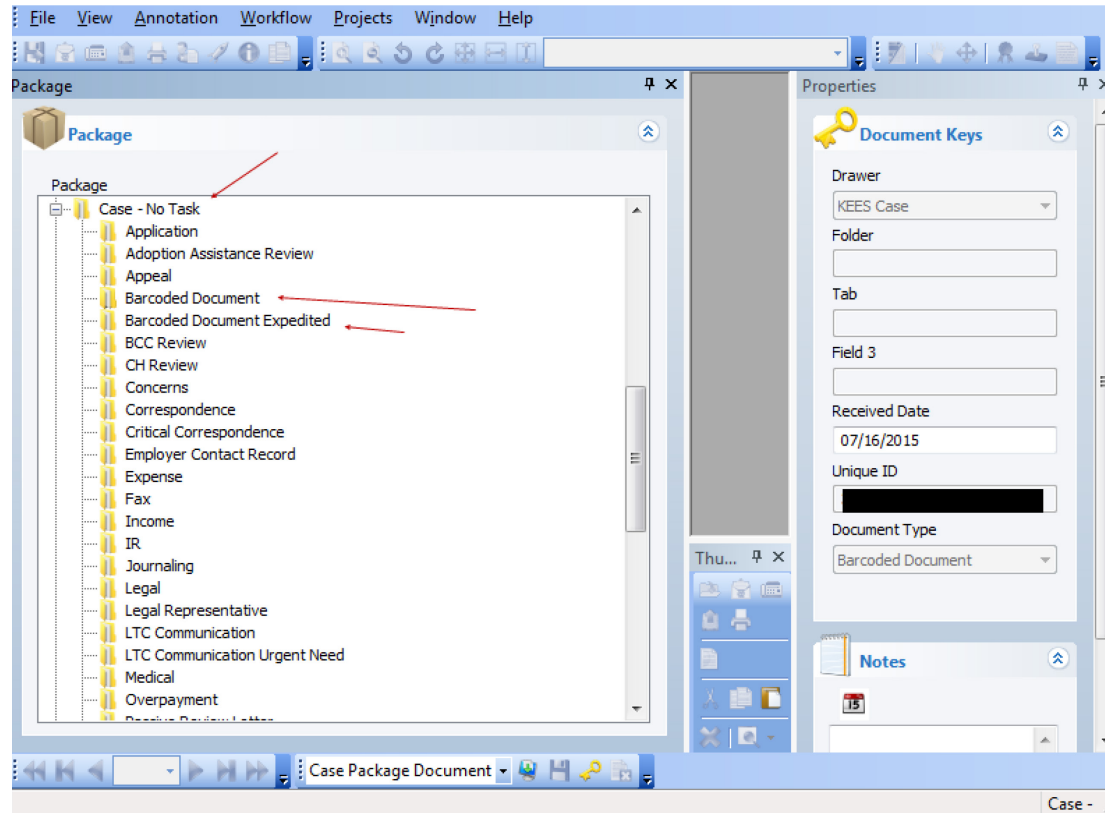 File View Annotation Workflow Projects Window Help
Package
Properties
Package
Document Keys
Package
Case - No Task
Application
Adoption Assistance Review
Appeal
Barcoded Document
Barcoded Document Expedited
BCC Review
CH Review
Concerns
Correspondence
Critical Correspondence
Employer Contact Record
Expense
Fax
Income
IR
Journaling
Legal
Legal Representative
LTC Communication
LTC Communication Urgent Need
Medical
Overpayment
Passive Review Letter
Drawer
KEES Case
Folder
Tab
Field 3
Received Date
07/16/2015
Unique ID
Document Type
Barcoded Document
Thu...
Notes
15
Case Package Document
Case -